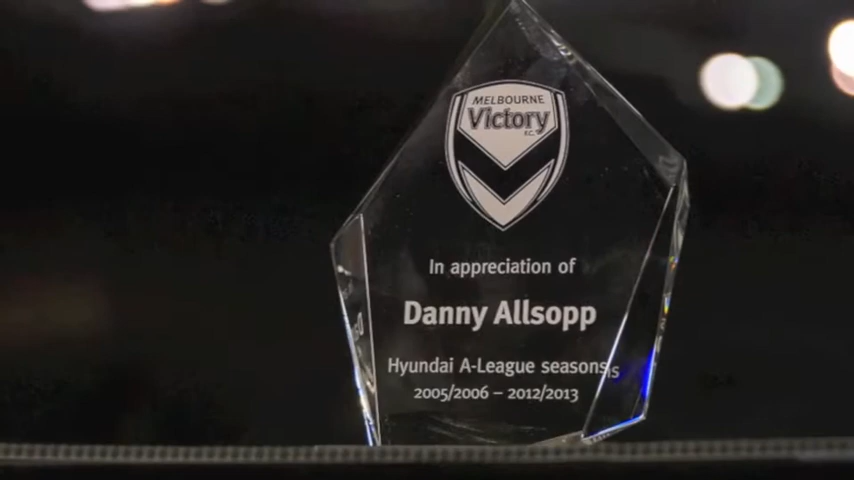 MELBOURNE
Victory
F.C.
In appreciation of
Danny Allsopp
Hyundai A-League seasons
2005/2006 – 2012/2013